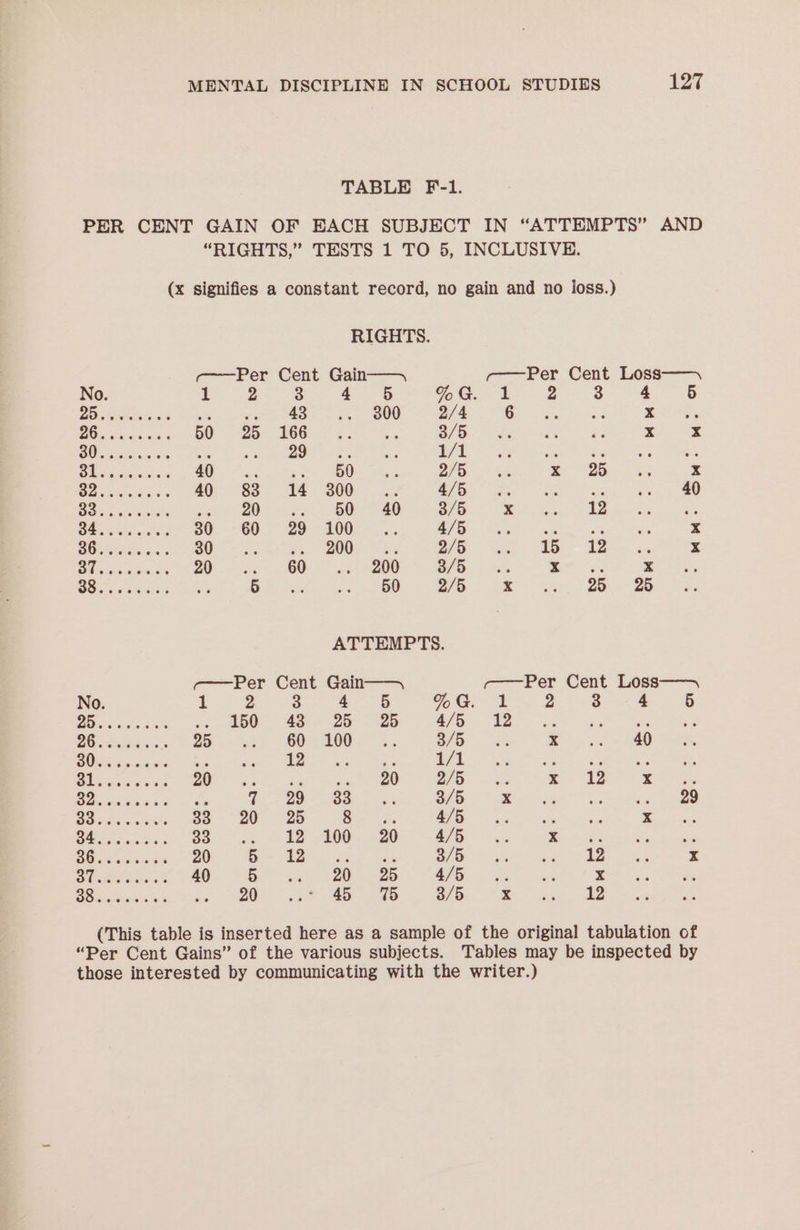 MENTAL DISCIPLINE IN SCHOOL STUDIES 127
TABLE F-1.
PER CENT GAIN OF EACH SUBJECT IN “ATTEMPTS” AND
“RIGHTS,” TESTS 1 TO 5, INCLUSIVE.
(x signifies a constant record, no gain and no loss.)
RIGHTS.
Per Cent Gain Per Cent Loss
No. 1 2 3 4 5 %G. 1 2 3 4 5
25........ .. .. 43 .. 300 2/4 6 .. .. x ..
26........ 50 25 166 .. .. 3/5 .. .. .. x x
30........ .. .. 29 .. .. 1/1 .. .. .. .. ..
31........ 40 .. .. 50 .. 2/5 .. x 25 .. x
32........ 40 83 14 300 .. 4/5 .. .. .. .. 40
33........ .. 20 .. 50 40 3/5 x .. 12 .. ..
34........ 30 60 29 100 .. 4/5 .. .. .. .. x
36........ 30 .. .. 200 .. 2/5 .. 15 12 .. x
37........ 20 .. 60 .. 200 3/5 .. x .. x ..
38........ .. 5 .. .. 50 2/5 x .. 25 25 ..
ATTEMPTS.
Per Cent Gain Per Cent Loss
No. 1 2 3 4 5 %G. 1 2 3 4 5
25........ .. 150 43 25 25 4/5 12 .. .. .. ..
26........ 25 .. 60 100 .. 3/5 .. x .. 40 ..
30........ .. .. 12 .. .. 1/1 .. .. .. .. ..
31........ 20 .. .. .. 20 2/5 .. x 12 x ..
32........ .. 7 29 33 .. 3/5 x .. .. .. 29
33........ 33 20 25 8 .. 4/5 .. .. .. x ..
34........ 33 .. 12 100 20 4/5 .. x .. .. ..
36........ 20 5 12 .. .. 3/5 .. .. 12 .. x
37........ 40 5 .. 20 25 4/5 .. .. x .. ..
38........ .. 20 .. 45 75 3/5 x .. 12 .. ..
(This table is inserted here as a sample of the original tabulation of
“Per Cent Gains” of the various subjects. Tables may be inspected by
those interested by communicating with the writer.)